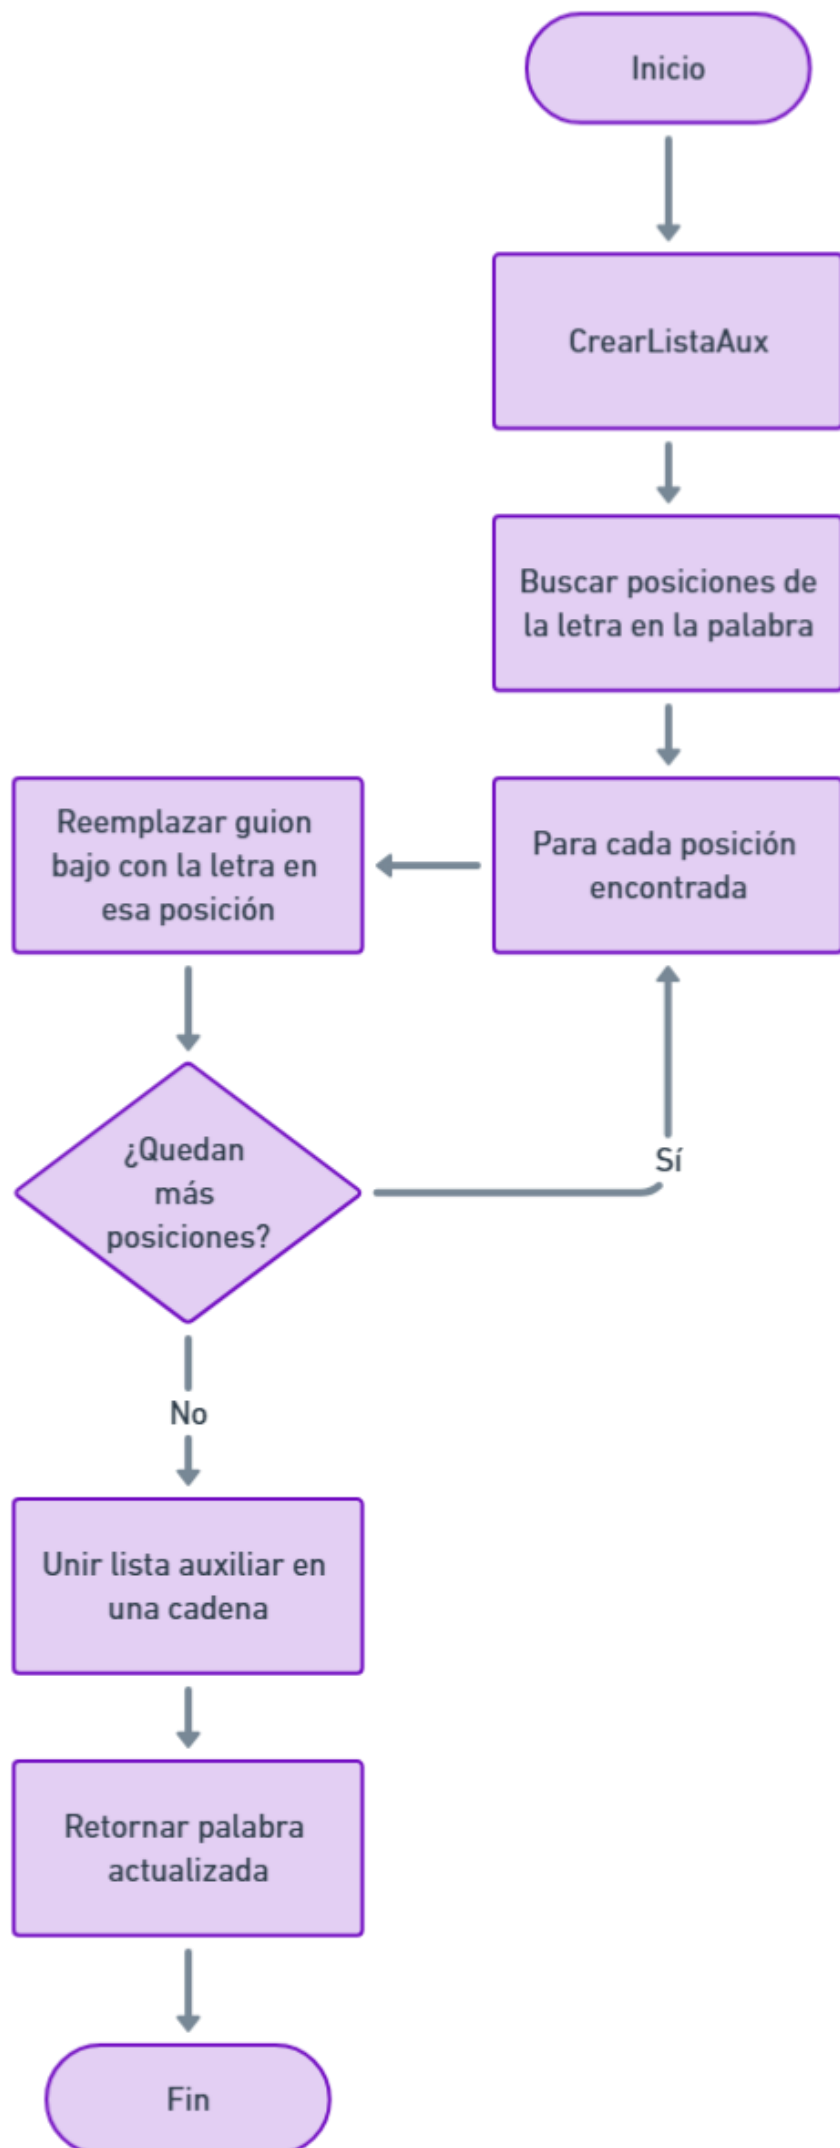 Inicio
CrearListaAux
Buscar posiciones de
la letra en la palabra
Para cada posición
encontrada
Reemplazar guion
bajo con la letra en
esa posición
¿Quedan
más
posiciones?
Sí
No
Unir lista auxiliar en
una cadena
Retornar palabra
actualizada
Fin